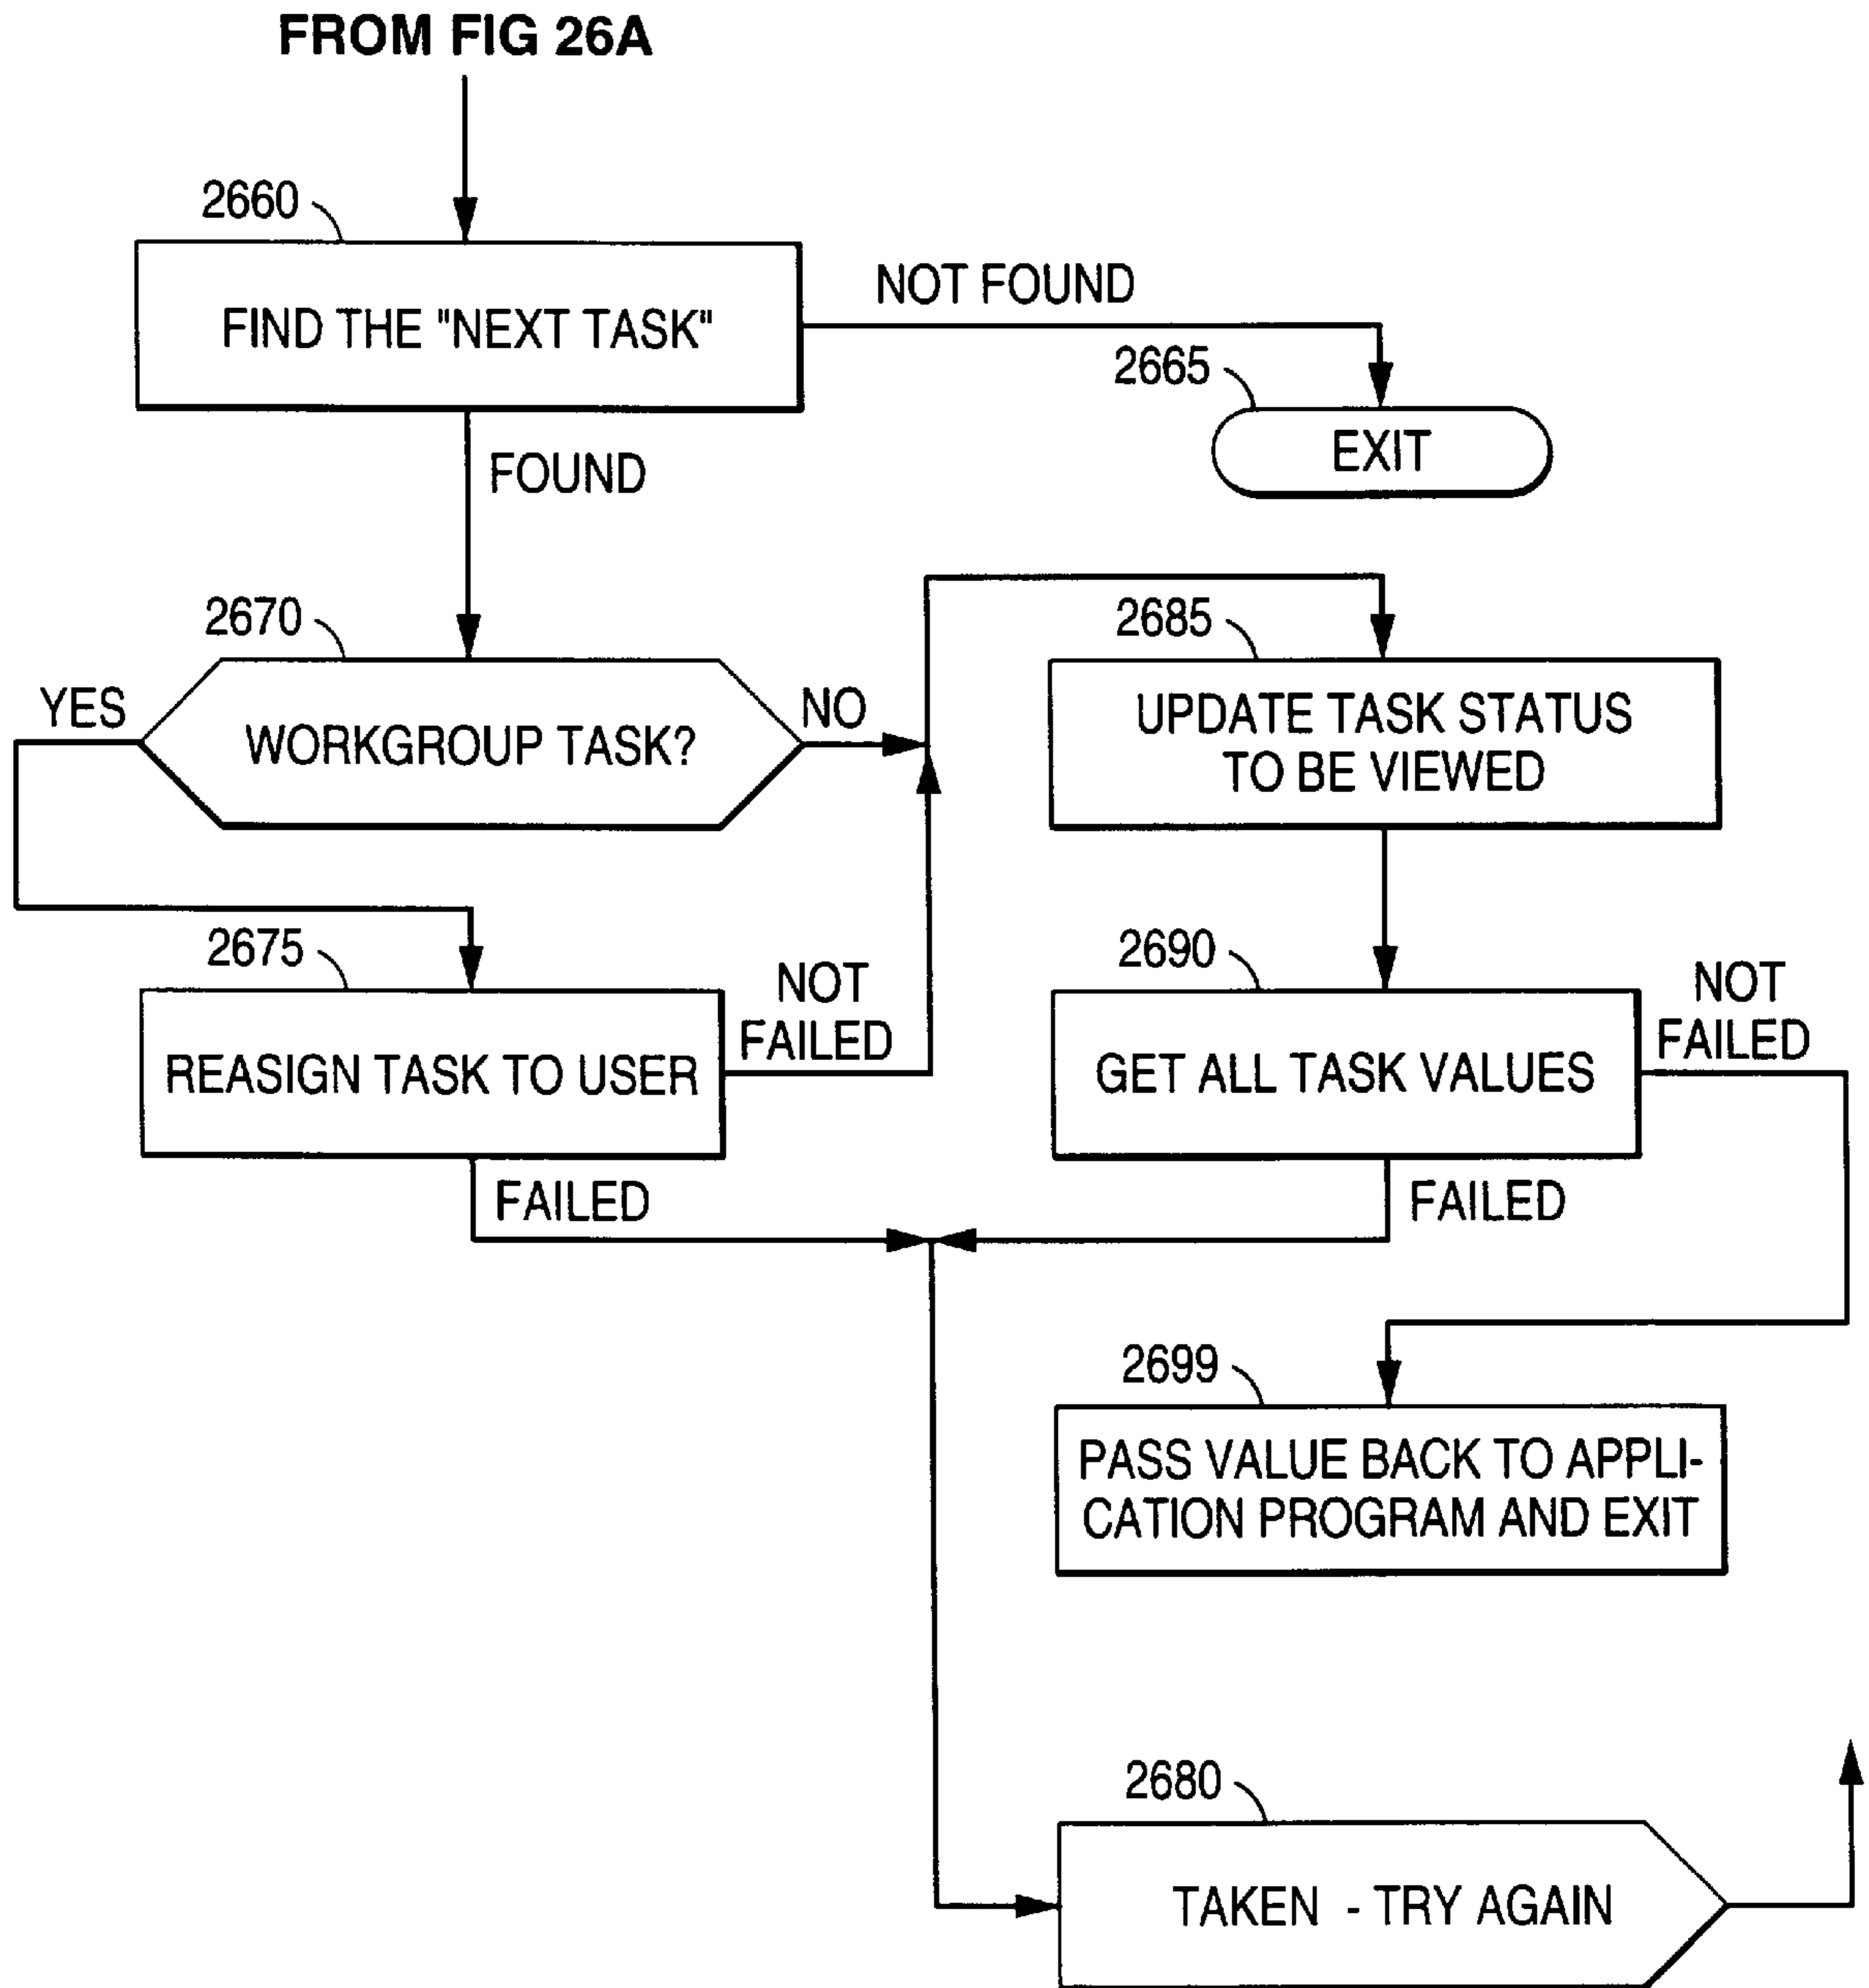 FROM FIG 26A
2660
FIND THE "NEXT TASK"
NOT FOUND
2665
EXIT
FOUND
2670
YES
WORKGROUP TASK?
NO
2685
UPDATE TASK STATUS
TO BE VIEWED
2675
REASIGN TASK TO USER
NOT
FAILED
FAILED
2690
GET ALL TASK VALUES
NOT
FAILED
FAILED
2699
PASS VALUE BACK TO APPLI-
CATION PROGRAM AND EXIT
2680
TAKEN - TRY AGAIN